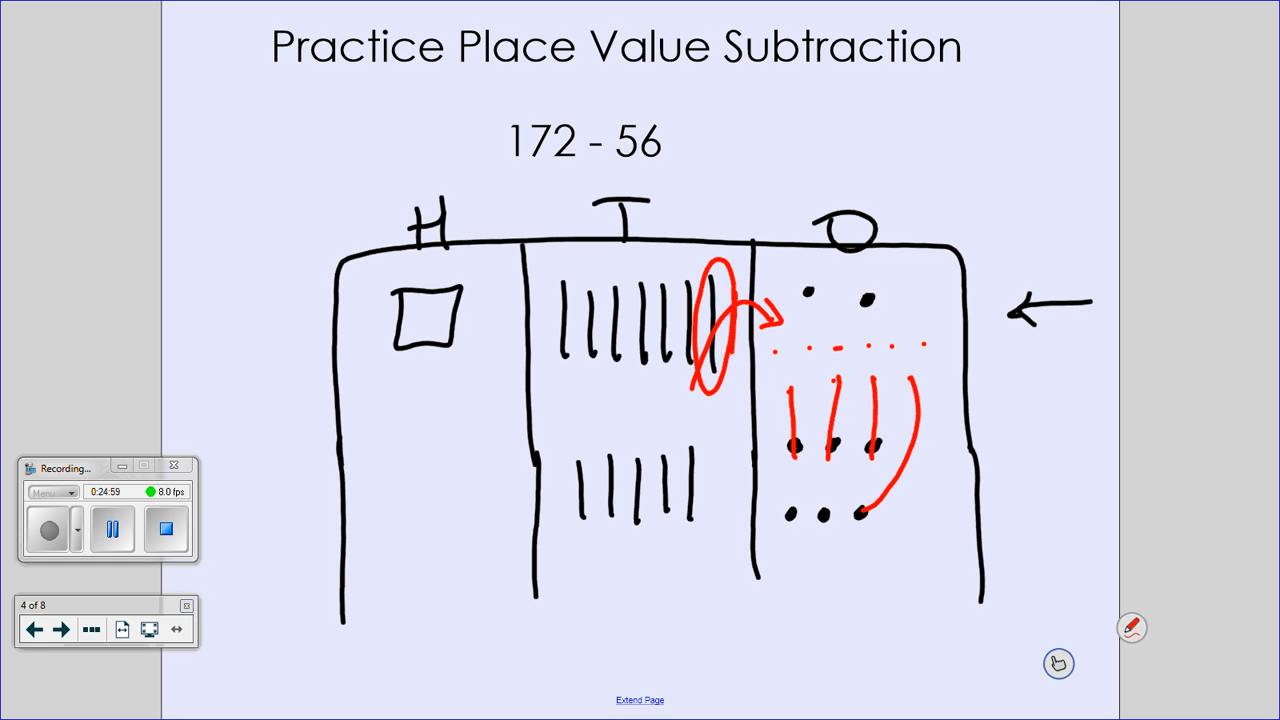 Practice Place Value Subtraction
172 - 56
H T O
Recording...
Menu
0:24:59 8.0 fps
4 of 8
Extend Page